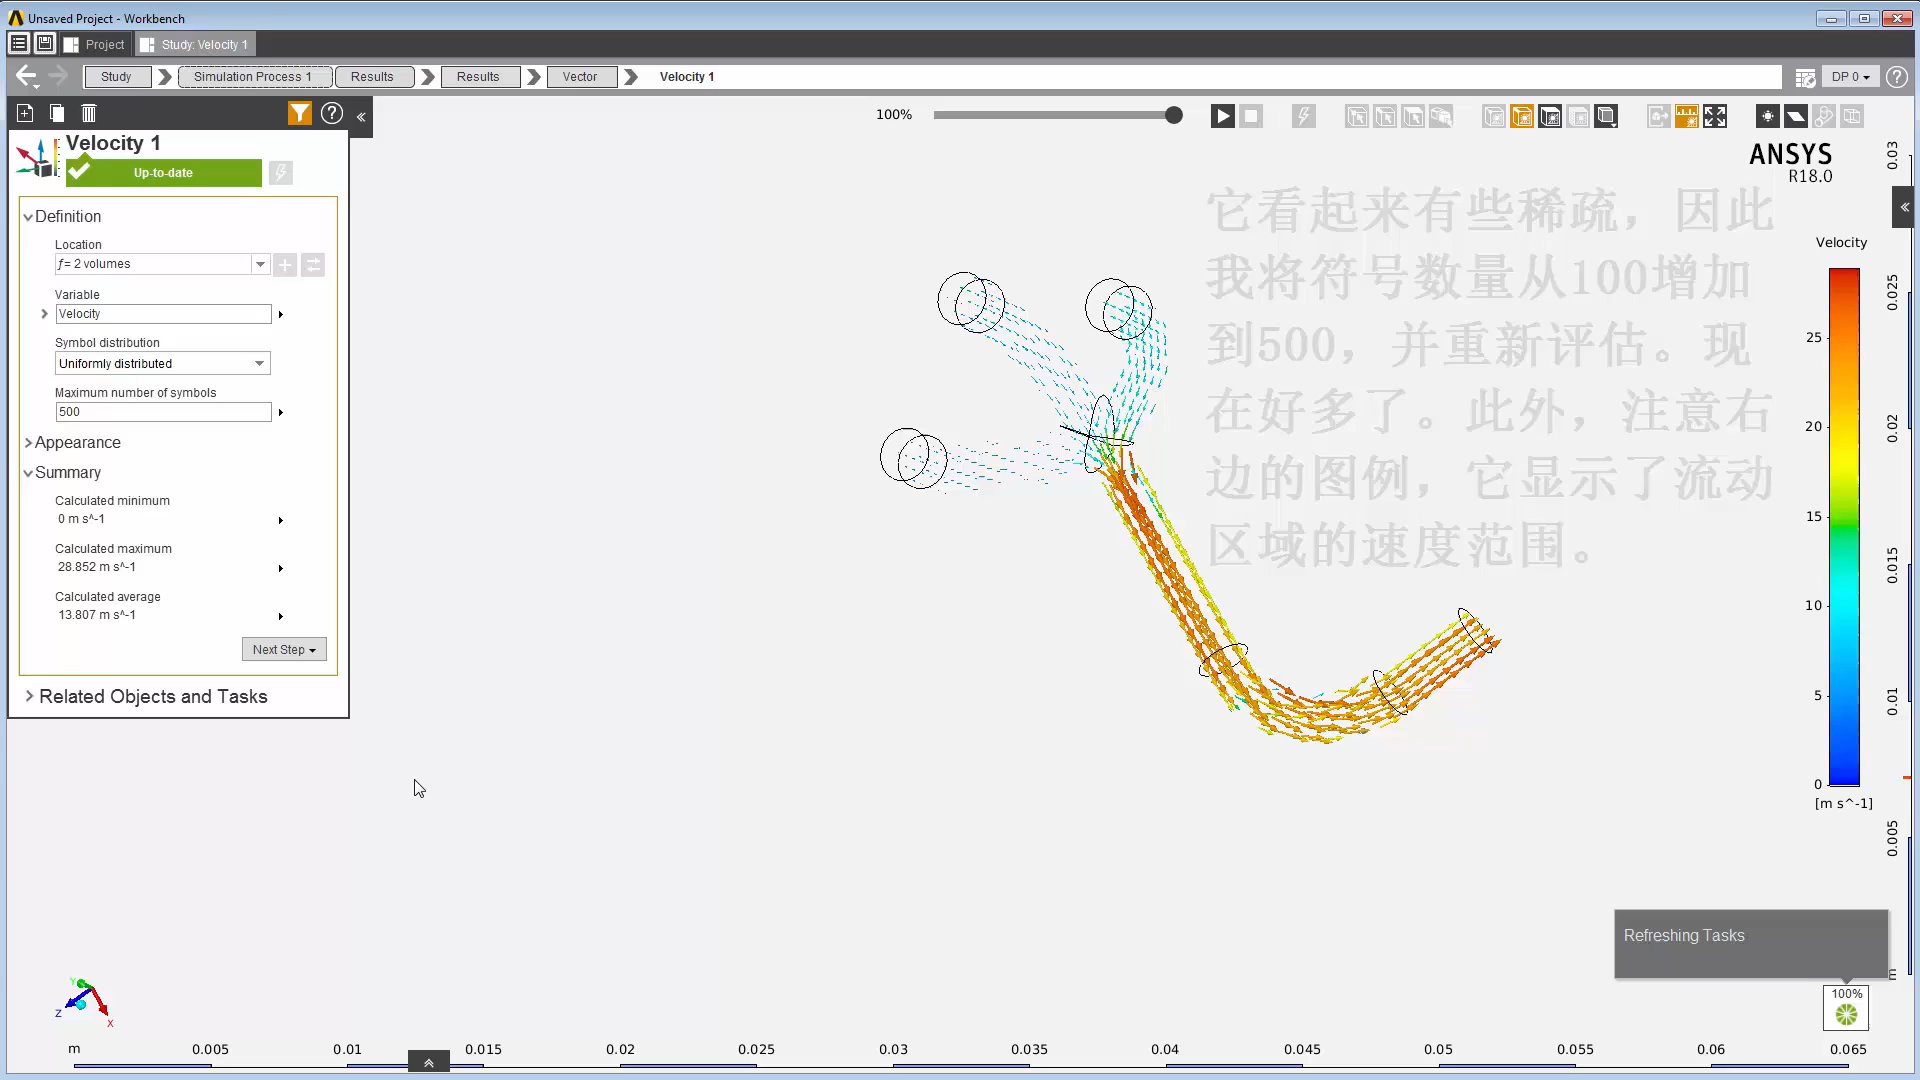 Unsaved Project - Workbench
Project
Study: Velocity 1
Study
Simulation Process 1
Results
Results
Vector
Velocity 1
DP 0
100%
Velocity 1
Up-to-date
Definition
Location
ƒ= 2 volumes
Variable
Velocity
Symbol distribution
Uniformly distributed
Maximum number of symbols
500
Appearance
Summary
Calculated minimum
0 m s^-1
Calculated maximum
28.852 m s^-1
Calculated average
13.807 m s^-1
Next Step
Related Objects and Tasks
ANSYS
R18.0
它看起来有些稀疏，因此
我将符号数量从100增加
到500，并重新评估。现
在好多了。此外，注意右
边的图例，它显示了流动
区域的速度范围。
Velocity
25
20
15
10
5
0
[m s^-1]
0.03
0.025
0.02
0.015
0.01
0.005
m
Refreshing Tasks
100%
Y
Z
X
m
0.005
0.01
0.015
0.02
0.025
0.03
0.035
0.04
0.045
0.05
0.055
0.06
0.065